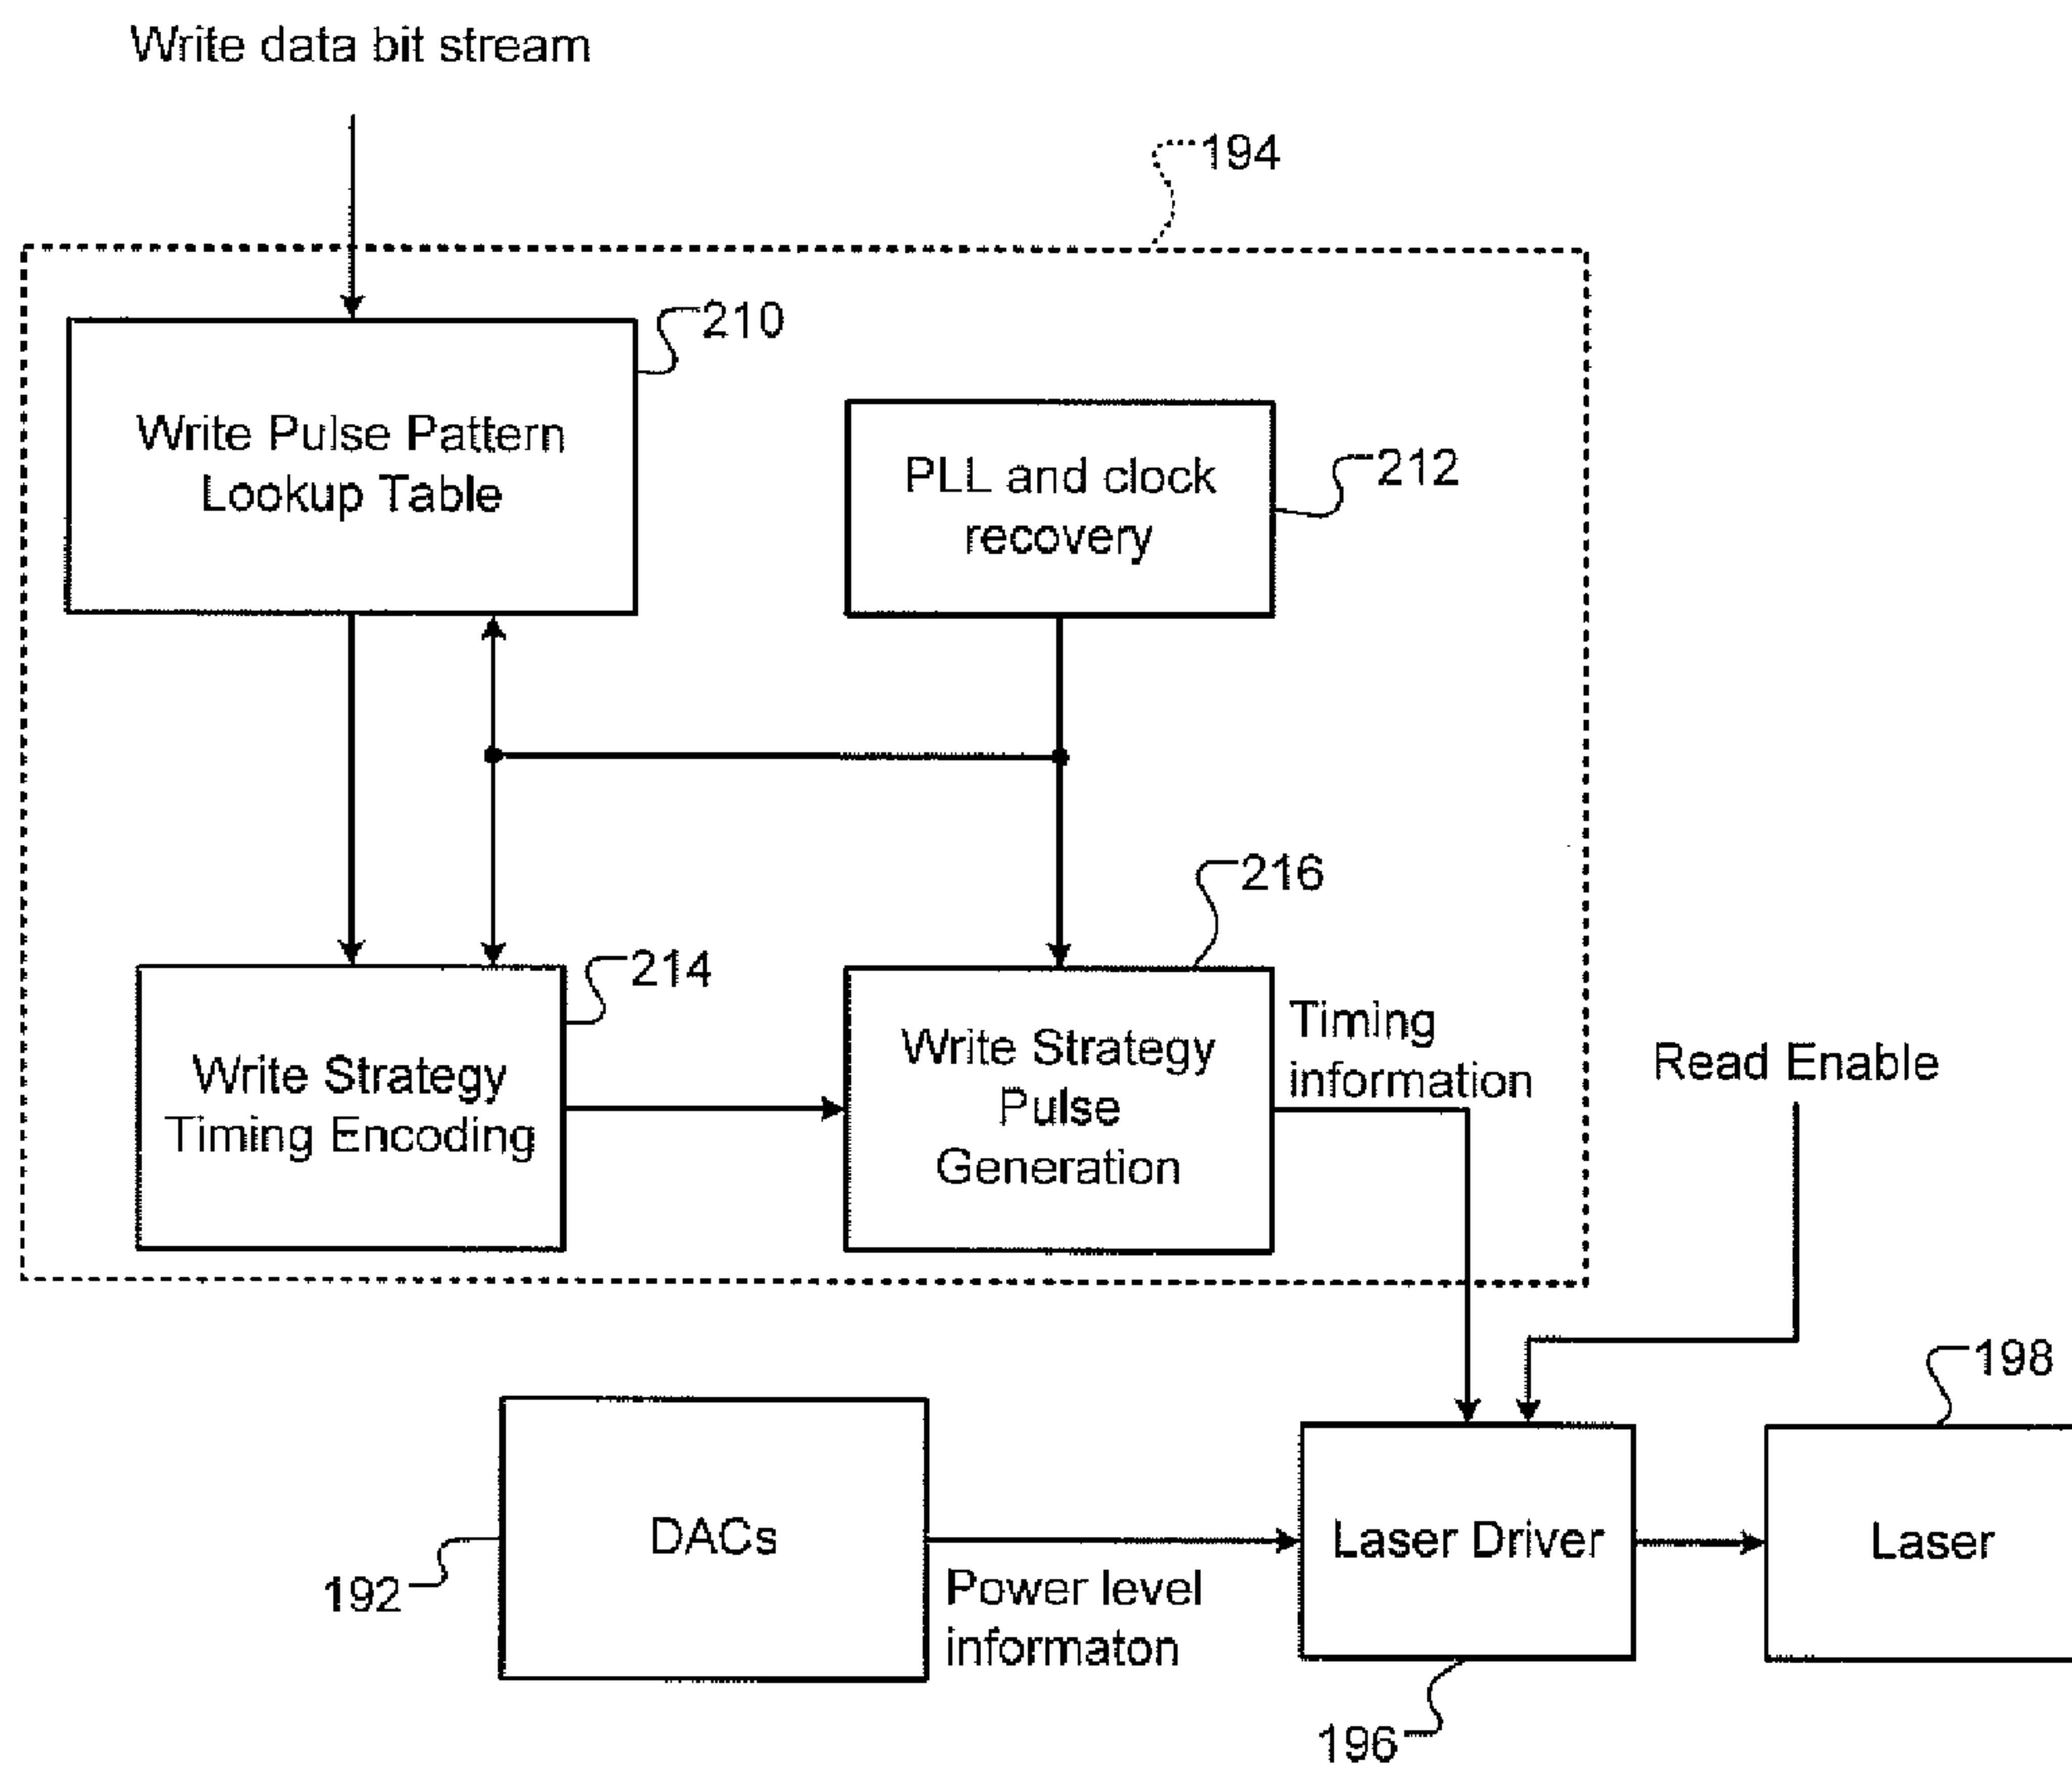 Write data bit stream
194
210
Write Pulse Pattern
Lookup Table
212
PLL and clock
recovery
214
Write Strategy
Timing Encoding
216
Write Strategy
Pulse
Generation
Timing
information
Read Enable
198
DACs
192
Power level
informaton
Laser Driver
196
Laser